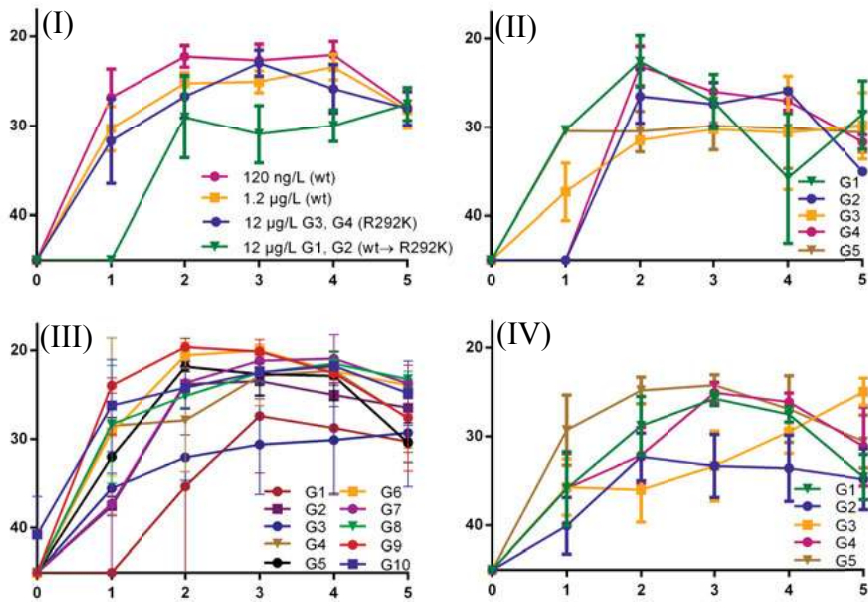 (I)
20
30
40
0 1 2 3 4 5
120 ng/L (wt)
1.2 µg/L (wt)
12 µg/L G3, G4 (R292K)
12 µg/L G1, G2 (wt→ R292K)
(II)
20
30
40
0 1 2 3 4 5
G1
G2
G3
G4
G5
(III)
20
30
40
0 1 2 3 4 5
G1 G6
G2 G7
G3 G8
G4 G9
G5 G10
(IV)
20
30
40
0 1 2 3 4 5
G1
G2
G3
G4
G5